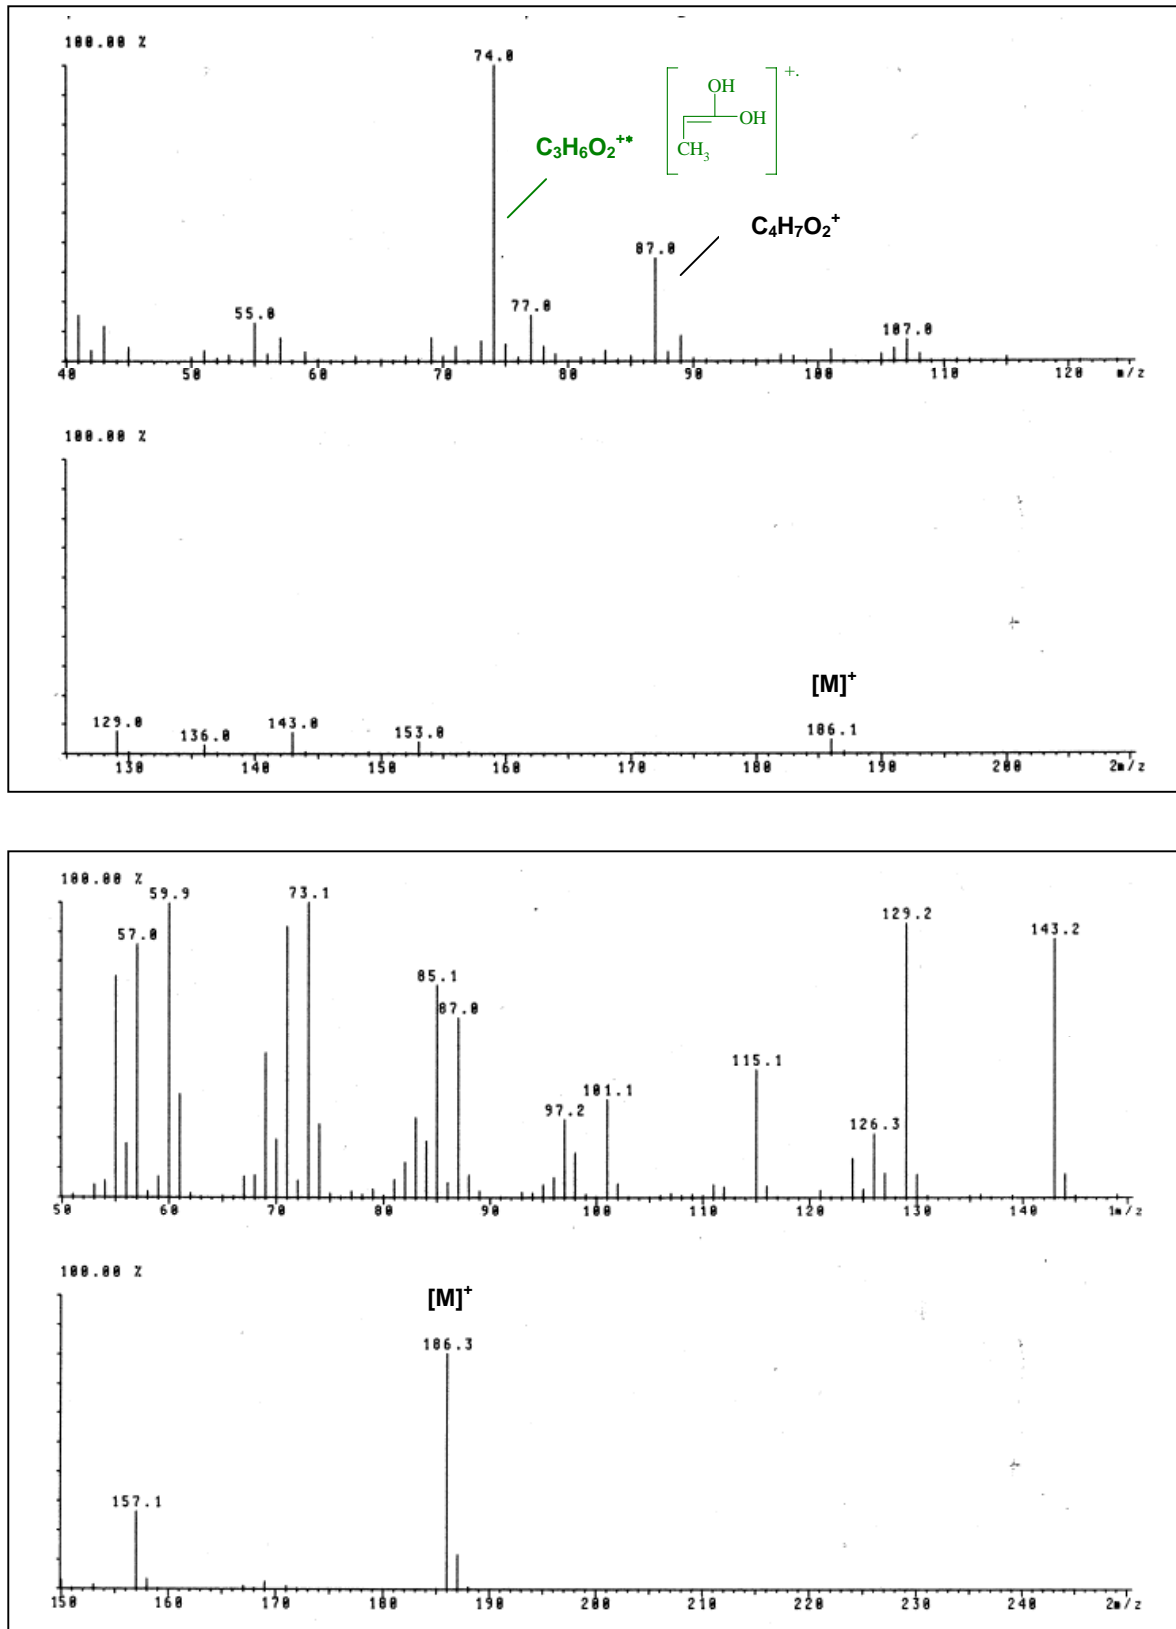 100.00 %
74.0
OH
OH
CH3
+.
C3H6O2+•
C4H7O2+
87.0
77.0
55.0
107.0
40 50 60 70 80 90 100 110 120 m/z
100.00 %
[M]+
129.0 136.0 143.0 153.0 186.1
130 140 150 160 170 180 190 200 2m/z
100.00 %
59.9 73.1
57.0
129.2
143.2
85.1
87.0
115.1
101.1
97.2
126.3
50 60 70 80 90 100 110 120 130 140 1m/z
100.00 %
[M]+
186.3
157.1
150 160 170 180 190 200 210 220 230 240 2m/z